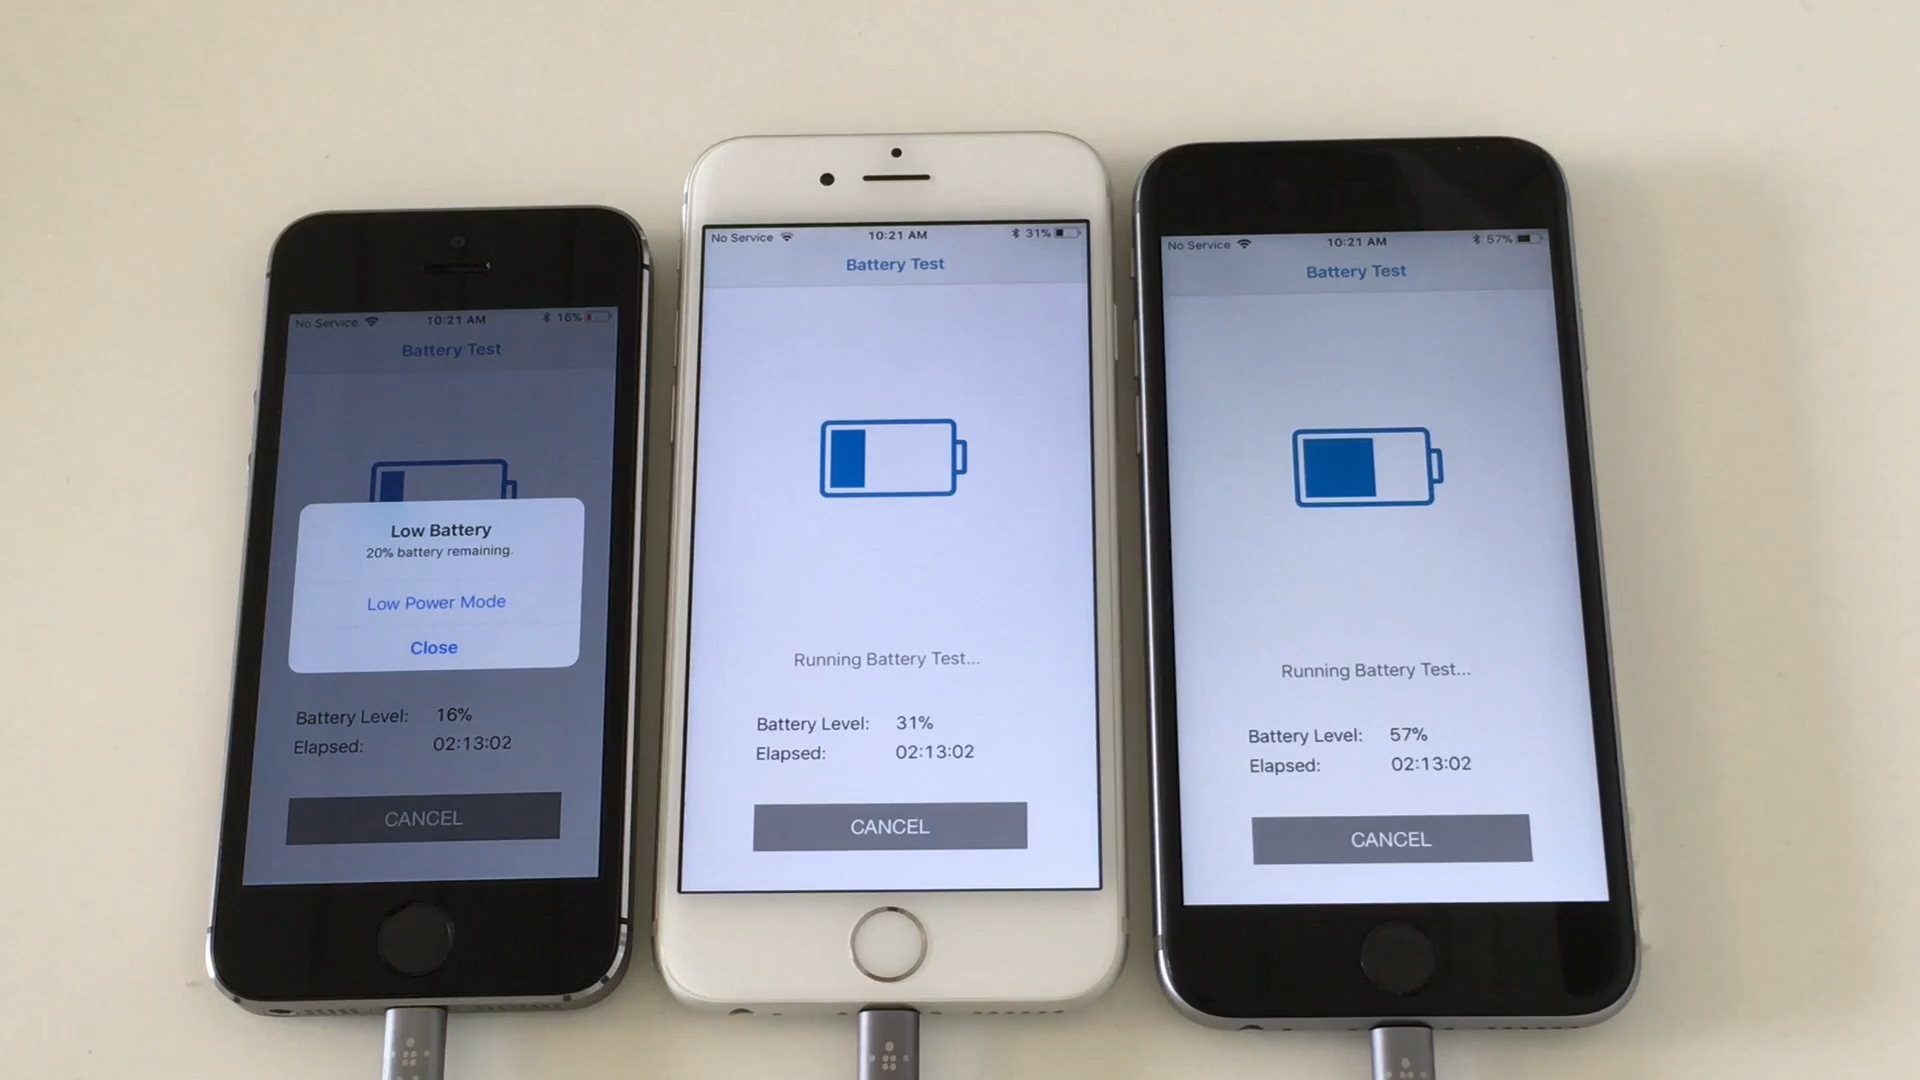 No Service 10:21 AM 16%
Battery Test
Low Battery
20% battery remaining.
Low Power Mode
Close
Battery Level: 16%
Elapsed: 02:13:02
CANCEL
No Service 10:21 AM 31%
Battery Test
Running Battery Test...
Battery Level: 31%
Elapsed: 02:13:02
CANCEL
No Service 10:21 AM 57%
Battery Test
Running Battery Test...
Battery Level: 57%
Elapsed: 02:13:02
CANCEL